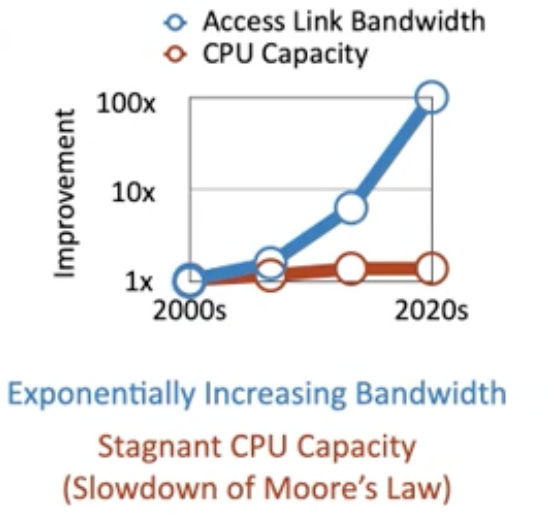 Access Link Bandwidth
CPU Capacity
Improvement
100x
10x
1x
2000s
2020s
Exponentially Increasing Bandwidth
Stagnant CPU Capacity
(Slowdown of Moore's Law)